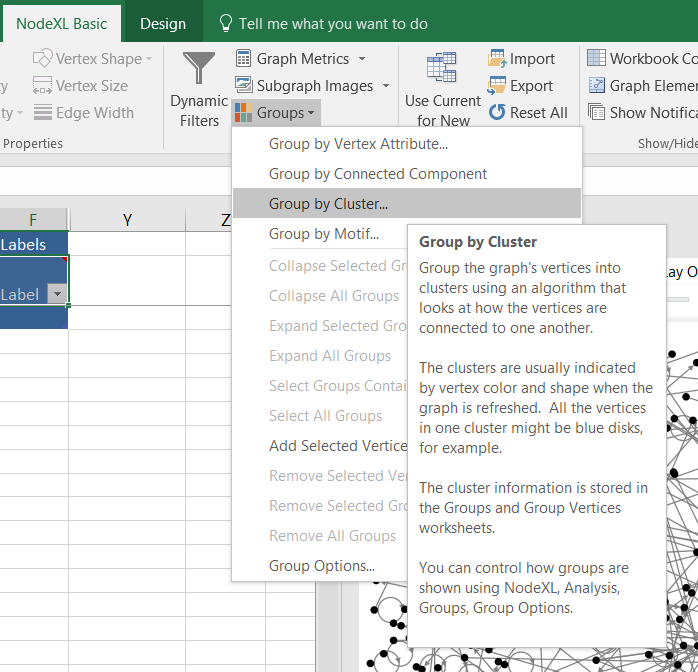 NodeXL Basic Design Tell me what you want to do
Vertex Shape Graph Metrics Import Workbook Co
ty Vertex Size Subgraph Images Export Graph Elemen
ty Edge Width Dynamic Filters Groups Use Current for New Reset All Show Notifica
Properties Show/Hide
F Y Z
Labels
Label
Group by Vertex Attribute...
Group by Connected Component
Group by Cluster...
Group by Motif...
Collapse Selected Gr
Collapse All Groups
Expand Selected Gro
Expand All Groups
Select Groups Contai
Select All Groups
Add Selected Vertice
Remove Selected Ver
Remove Selected Gro
Remove All Groups
Group Options...
Group by Cluster
Group the graph's vertices into
clusters using an algorithm that
looks at how the vertices are
connected to one another.
The clusters are usually indicated
by vertex color and shape when the
graph is refreshed.  All the vertices
in one cluster might be blue disks,
for example.
The cluster information is stored in
the Groups and Group Vertices
worksheets.
You can control how groups are
shown using NodeXL, Analysis,
Groups, Group Options.
ay O